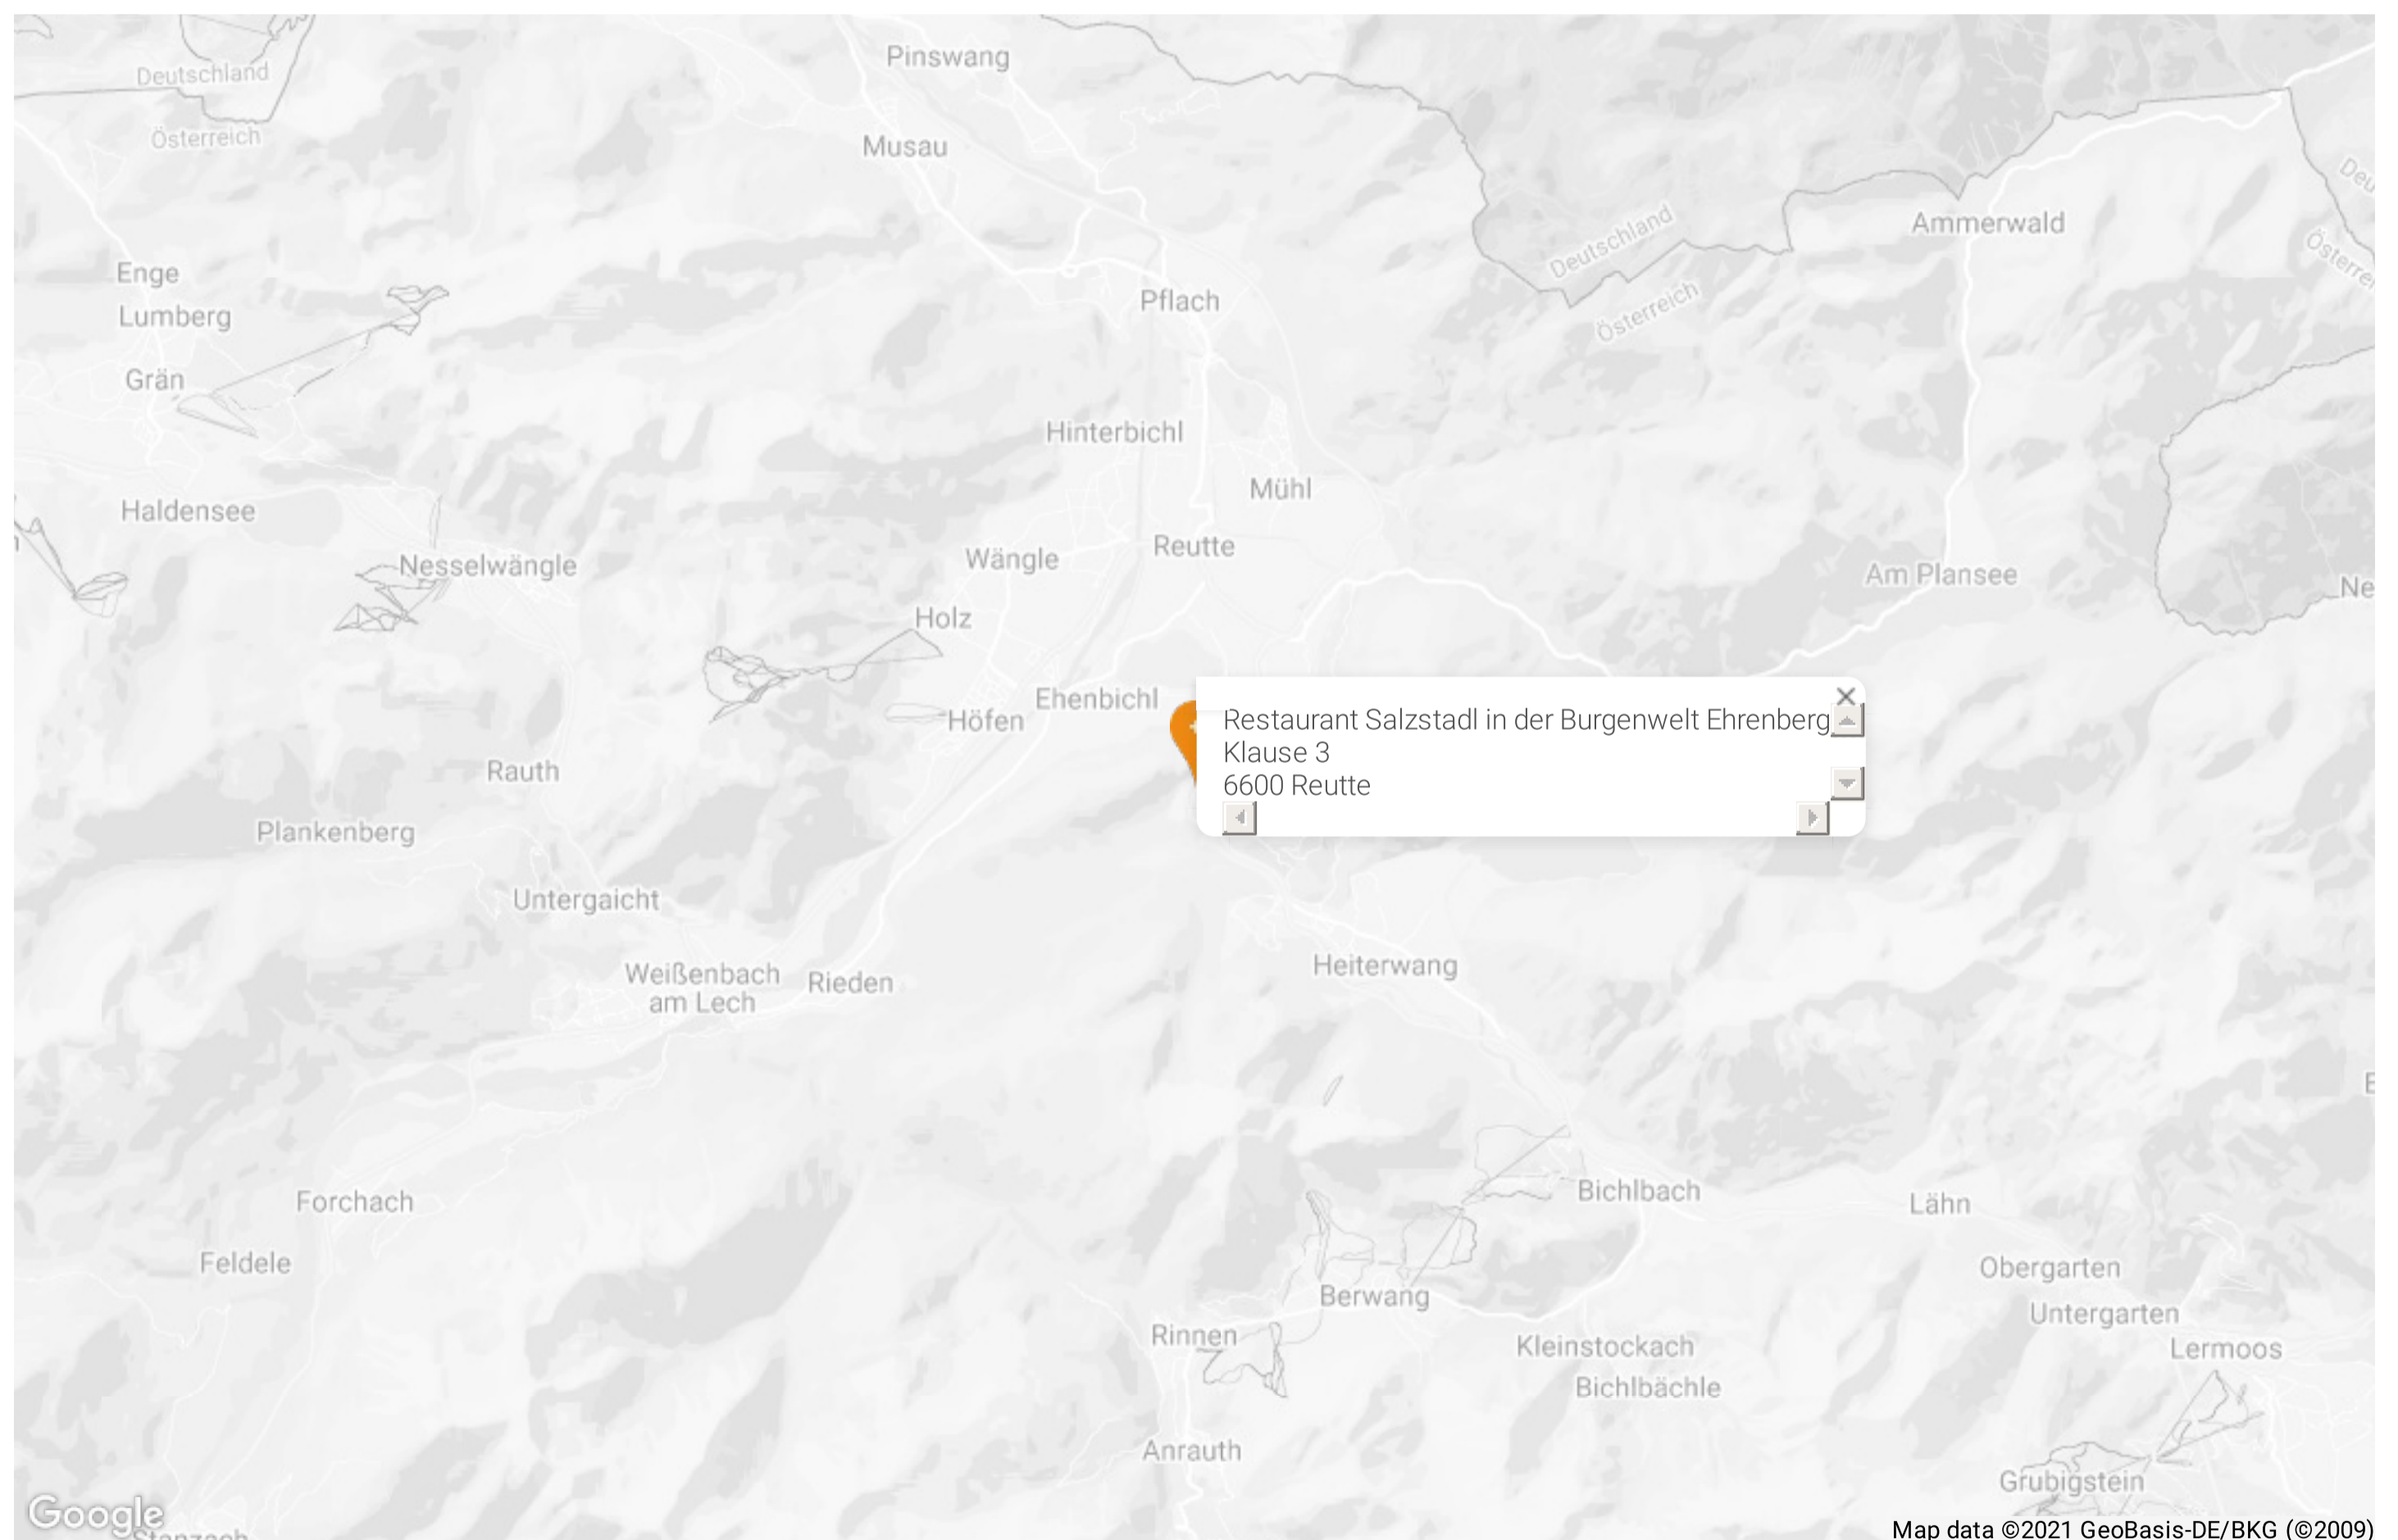 Pinswang
Deutschland
Österreich
Musau
Deutschland
Österreich
Ammerwald
Enge
Lumberg
Pflach
Grän
Hinterbichl
Mühl
Haldensee
Reutte
Wängle
Nesselwängle
Am Plansee
Holz
Ehenbichl
Höfen
Restaurant Salzstadl in der Burgenwelt Ehrenberg
Klause 3
6600 Reutte
Rauth
Plankenberg
Untergaicht
Heiterwang
Weißenbach
am Lech
Rieden
Bichlbach
Forchach
Lähn
Feldele
Obergarten
Berwang
Untergarten
Rinnen
Kleinstockach
Lermoos
Bichlbächle
Anrauth
Grubigstein
Google
Map data ©2021 GeoBasis-DE/BKG (©2009)